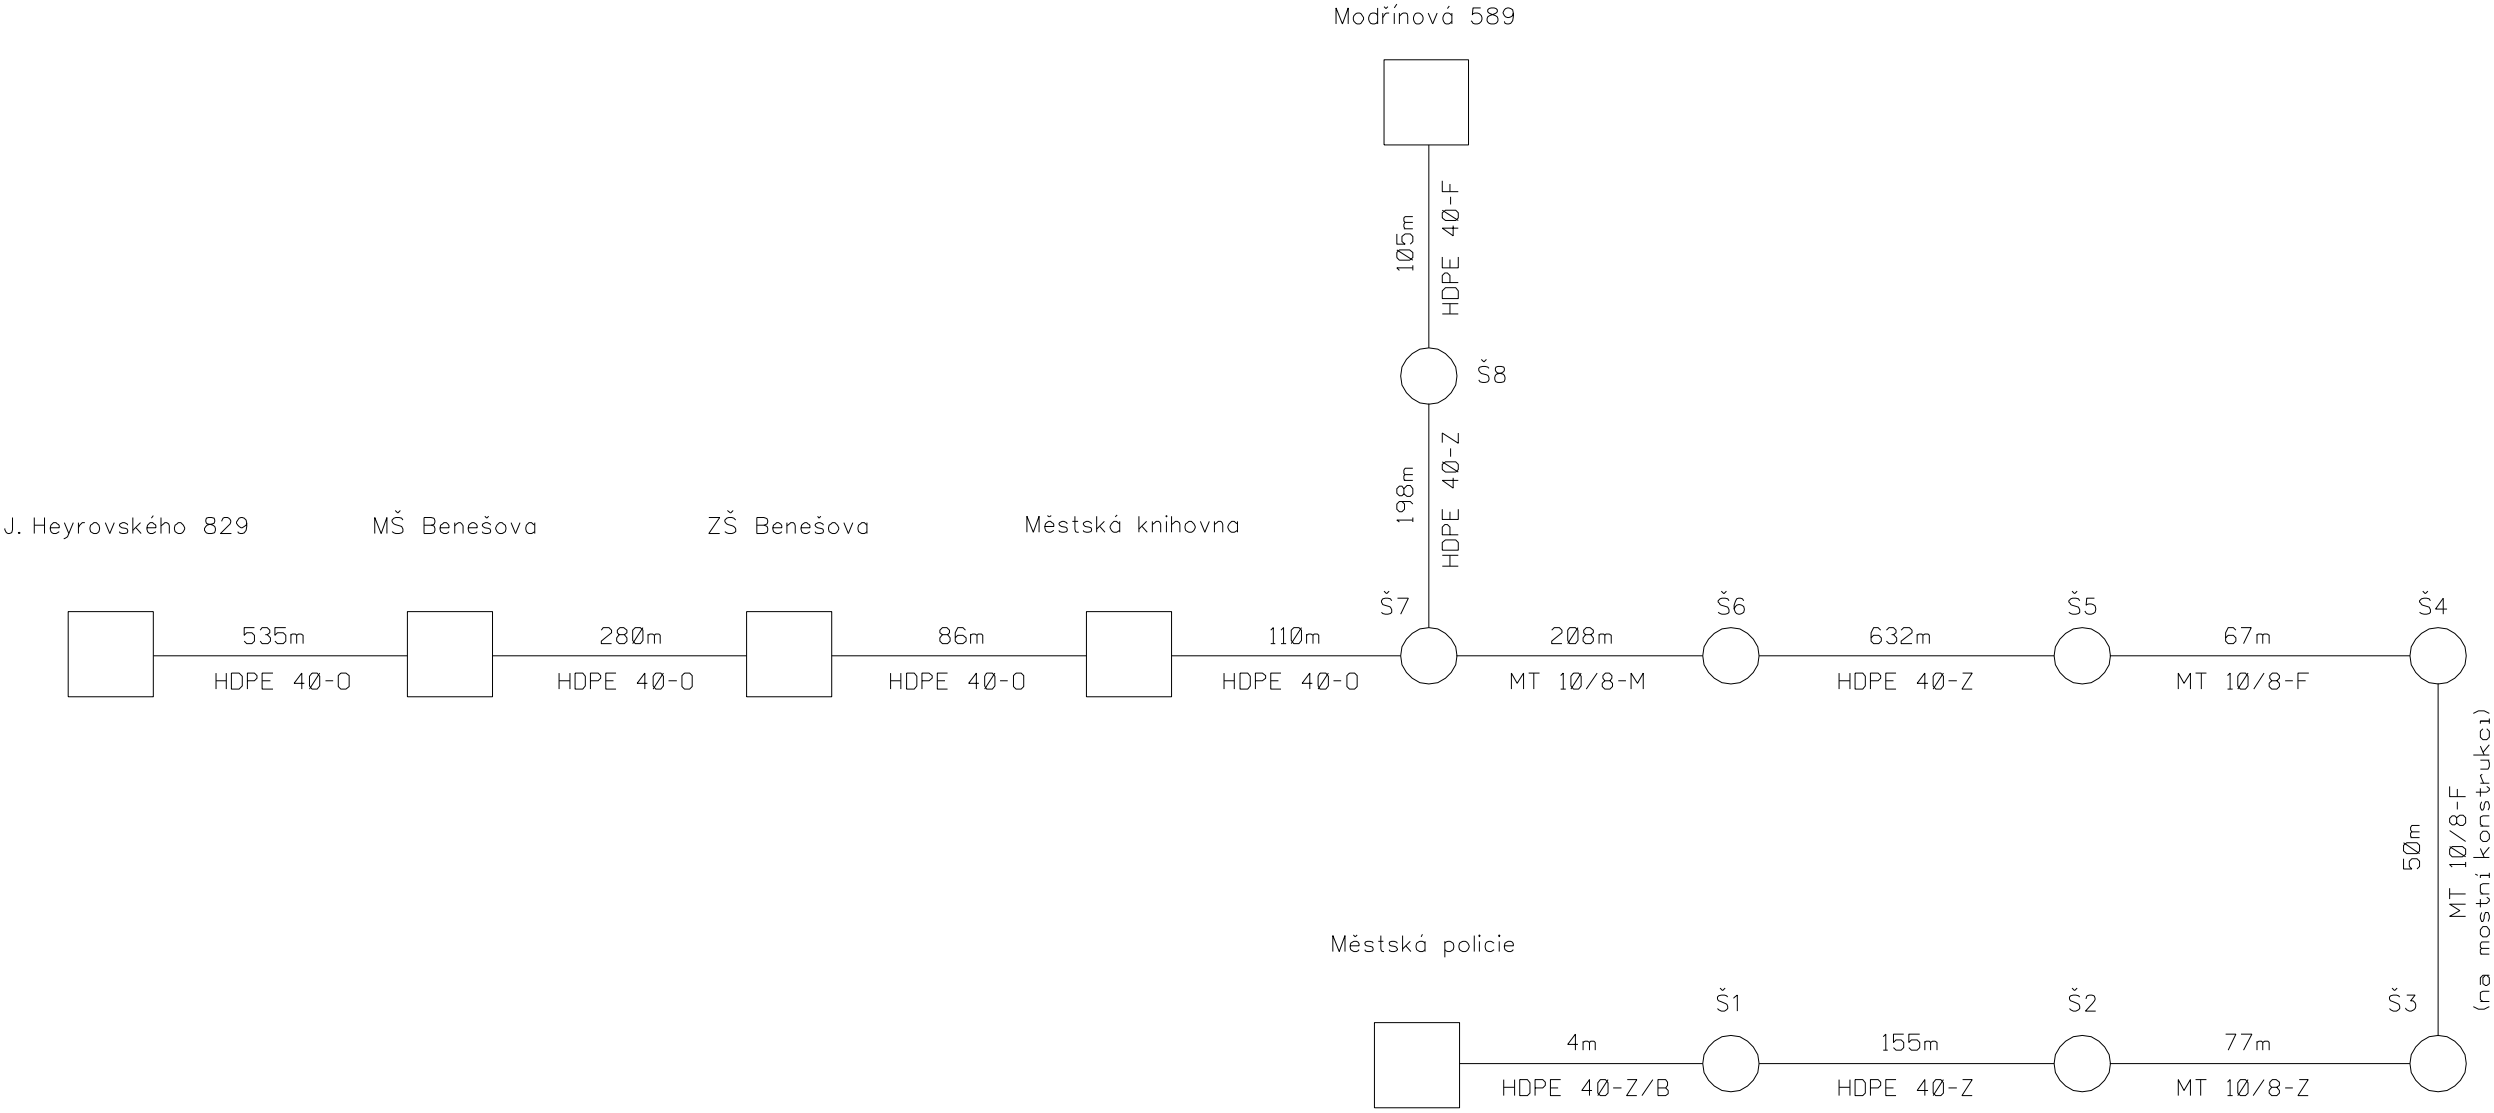 Modřínová 589
105m
HDPE 40-F
Š8
198m
HDPE 40-Z
J. Heyrovského 829
MŠ Benešova
ZŠ Benešova
Městská knihovna
Š7
Š6
Š5
Š4
535m
280m
86m
110m
208m
632m
67m
HDPE 40-O
HDPE 40-O
HDPE 40-O
HDPE 40-O
MT 10/8-M
HDPE 40-Z
MT 10/8-F
50m
MT 10/8-F
(na mostní konstrukci)
Městská policie
Š1
Š2
Š3
4m
155m
77m
HDPE 40-Z/B
HDPE 40-Z
MT 10/8-Z